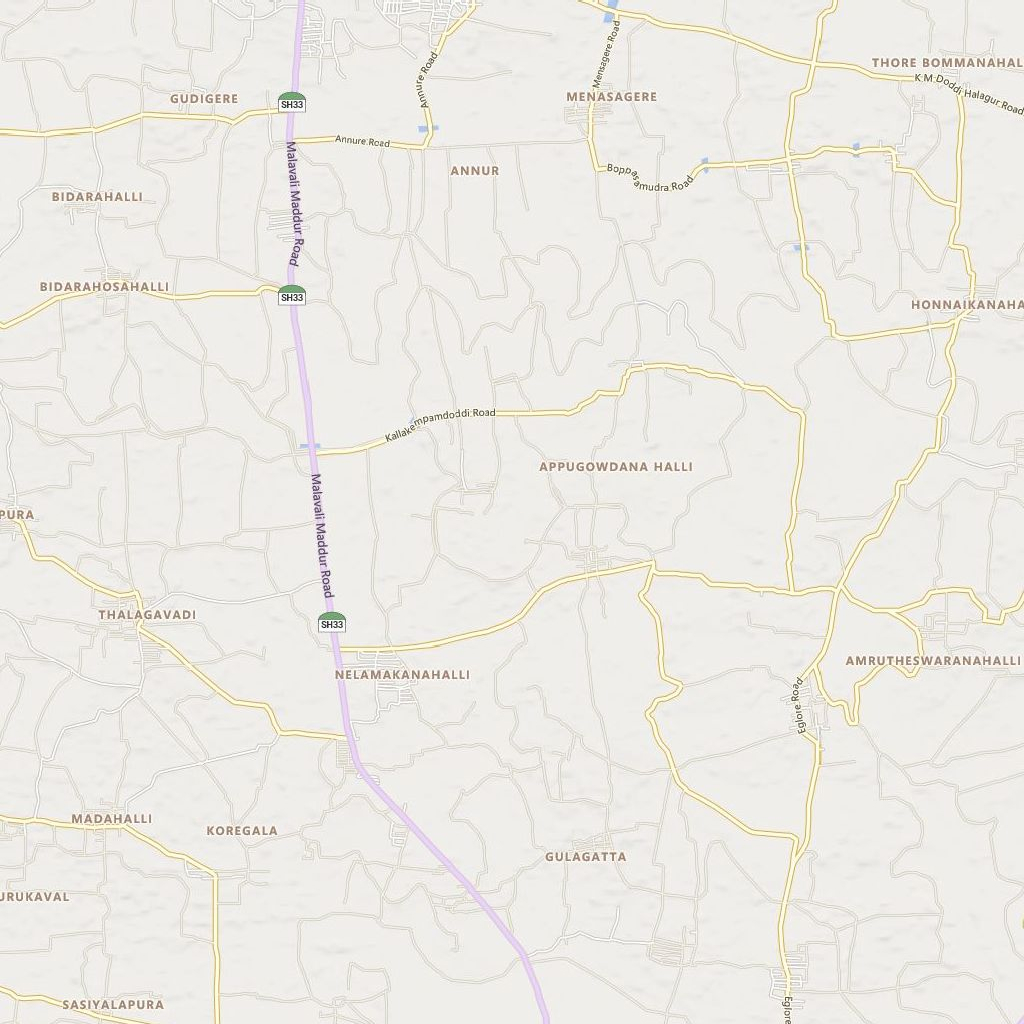 Mensagere Road
THORE BOMMANAHAL
Annure Road
K M Doddi Halagur Road
GUDIGERE
SH33
MENASAGERE
Annure Road
ANNUR
Boppasamudra Road
BIDARAHALLI
Malavali Maddur Road
BIDARAHOSAHALLI
SH33
HONNAIKANAHA
Kallakempamdoddi Road
APPUGOWDANA HALLI
PURA
Malavali Maddur Road
THALAGAVADI
SH33
AMRUTHESWARANAHALLI
NELAMAKANAHALLI
Eglore Road
MADAHALLI
KOREGALA
GULAGATTA
URUKAVAL
SASIYALAPURA
Eglore